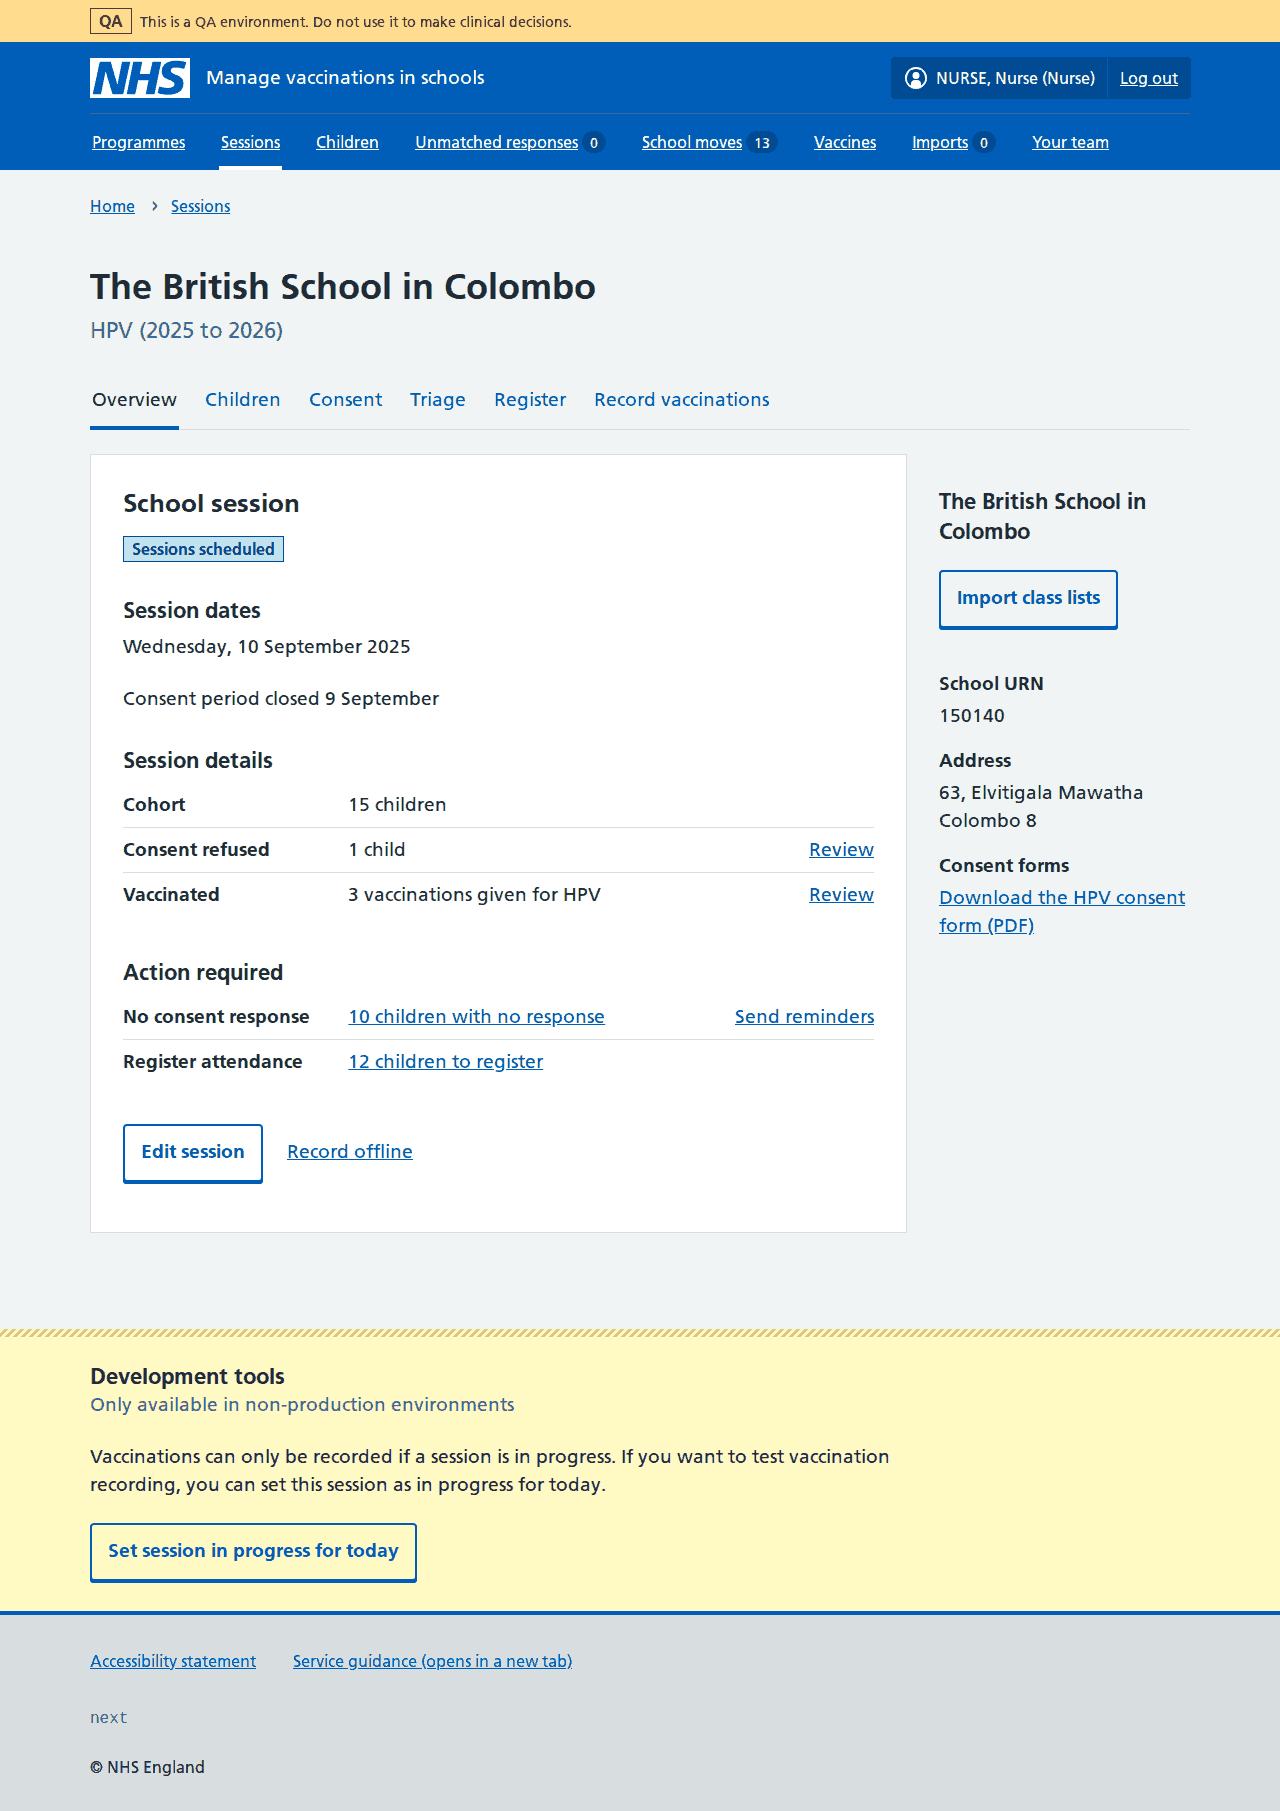 QA This is a QA environment. Do not use it to make clinical decisions.
NHS Manage vaccinations in schools NURSE, Nurse (Nurse) Log out
Programmes Sessions Children Unmatched responses 0 School moves 13 Vaccines Imports 0 Your team
Home › Sessions
The British School in Colombo
HPV (2025 to 2026)
Overview Children Consent Triage Register Record vaccinations
School session
Sessions scheduled
Session dates
Wednesday, 10 September 2025
Consent period closed 9 September
Session details
Cohort 15 children
Consent refused 1 child Review
Vaccinated 3 vaccinations given for HPV Review
Action required
No consent response 10 children with no response Send reminders
Register attendance 12 children to register
Edit session Record offline
The British School in
Colombo
Import class lists
School URN
150140
Address
63, Elvitigala Mawatha
Colombo 8
Consent forms
Download the HPV consent
form (PDF)
Development tools
Only available in non-production environments
Vaccinations can only be recorded if a session is in progress. If you want to test vaccination
recording, you can set this session as in progress for today.
Set session in progress for today
Accessibility statement Service guidance (opens in a new tab)
next
© NHS England